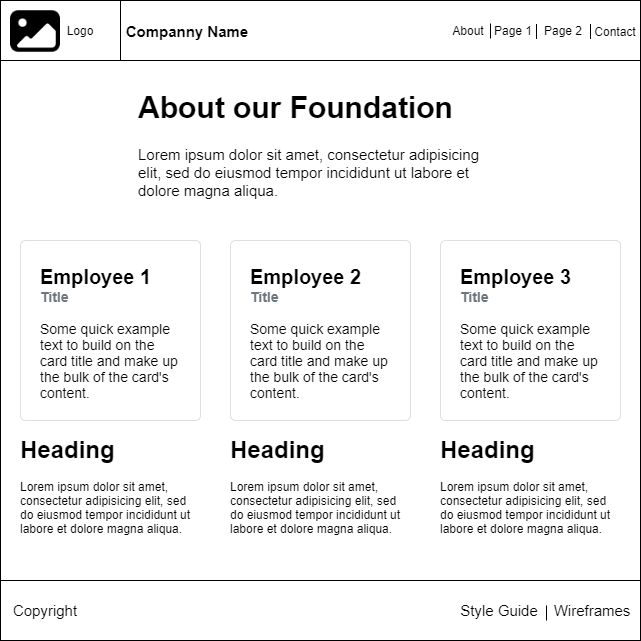 Logo
Companny Name
About | Page 1 | Page 2 | Contact
About our Foundation
Lorem ipsum dolor sit amet, consectetur adipisicing
elit, sed do eiusmod tempor incididunt ut labore et
dolore magna aliqua.
Employee 1
Title
Some quick example
text to build on the
card title and make up
the bulk of the card's
content.
Employee 2
Title
Some quick example
text to build on the
card title and make up
the bulk of the card's
content.
Employee 3
Title
Some quick example
text to build on the
card title and make up
the bulk of the card's
content.
Heading
Lorem ipsum dolor sit amet,
consectetur adipisicing elit, sed
do eiusmod tempor incididunt ut
labore et dolore magna aliqua.
Heading
Lorem ipsum dolor sit amet,
consectetur adipisicing elit, sed
do eiusmod tempor incididunt ut
labore et dolore magna aliqua.
Heading
Lorem ipsum dolor sit amet,
consectetur adipisicing elit, sed
do eiusmod tempor incididunt ut
labore et dolore magna aliqua.
Copyright
Style Guide | Wireframes